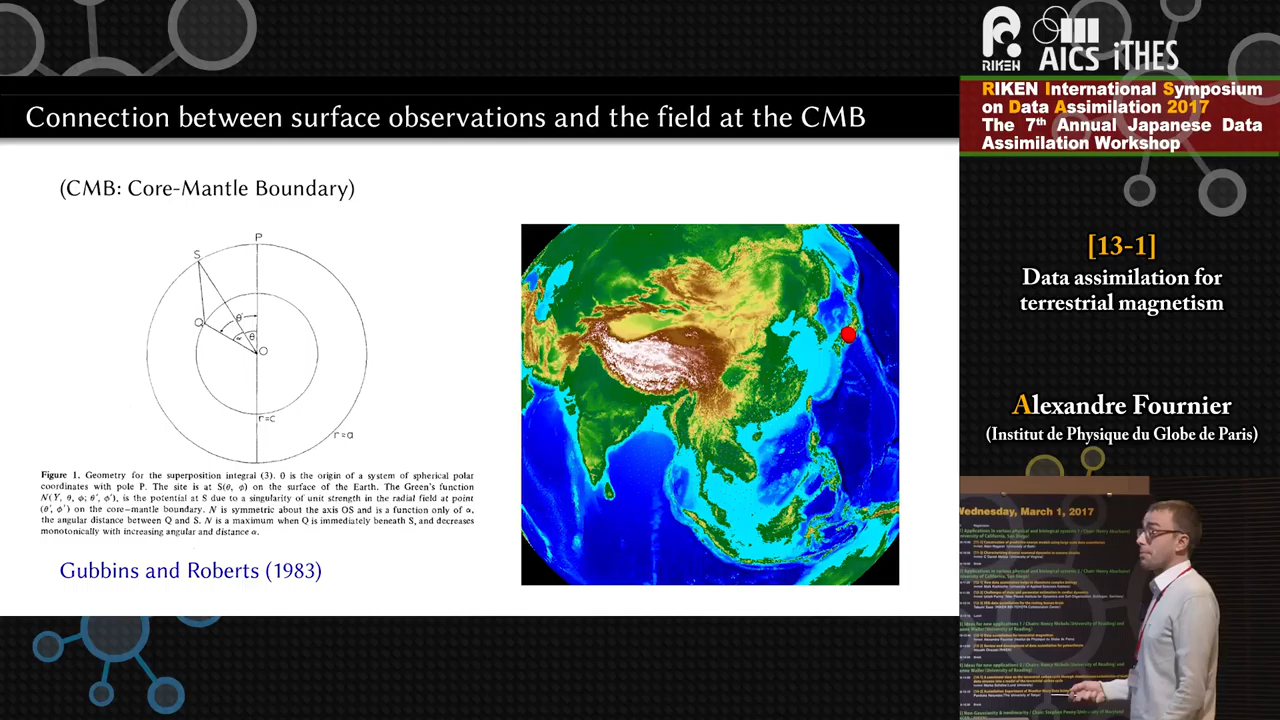 Connection between surface observations and the field at the CMB
(CMB: Core-Mantle Boundary)
P
S
Q
θ'
θ
α
O
r=c
r=a
Figure 1. Geometry for the superposition integral (3). 0 is the origin of a system of spherical polar
coordinates with pole P. The site is at S(θ, φ) on the surface of the Earth. The Green's function
N(Y, θ, φ; θ', φ'), is the potential at S due to a singularity of unit strength in the radial field at point
(θ', φ') on the core–mantle boundary. N is symmetric about the axis OS and is a function only of α,
the angular distance between Q and S. N is a maximum when Q is immediately beneath S, and decreases
monotonically with increasing angular and distance α.
Gubbins and Roberts (1983)
RIKEN
AICS
iTHES
RIKEN International Symposium
on Data Assimilation 2017
The 7th Annual Japanese Data
Assimilation Workshop
[13-1]
Data assimilation for
terrestrial magnetism
Alexandre Fournier
(Institut de Physique du Globe de Paris)
Wednesday, March 1, 2017